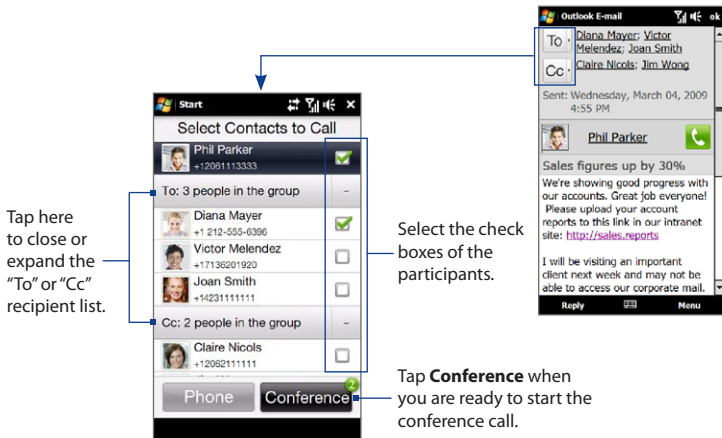 Outlook E-mail
ok
To
Diana Mayer; Victor
Melendez; Joan Smith
Cc
Claire Nicols; Jim Wong
Sent: Wednesday, March 04, 2009
4:55 PM
Phil Parker
Sales figures up by 30%
We're showing good progress with
our accounts. Great job everyone!
Please upload your account
reports to this link in our intranet
site: http://sales.reports
I will be visiting an important
client next week and may not be
able to access our corporate mail.
Reply
Menu
Start
Select Contacts to Call
Phil Parker
+12061113333
To: 3 people in the group
Diana Mayer
+1 212-555-6396
Victor Melendez
+17136201920
Joan Smith
+14231111111
Cc: 2 people in the group
Claire Nicols
+12062111111
Phone
Conference
2
Tap here
to close or
expand the
“To” or “Cc”
recipient list.
Select the check
boxes of the
participants.
Tap Conference when
you are ready to start the
conference call.